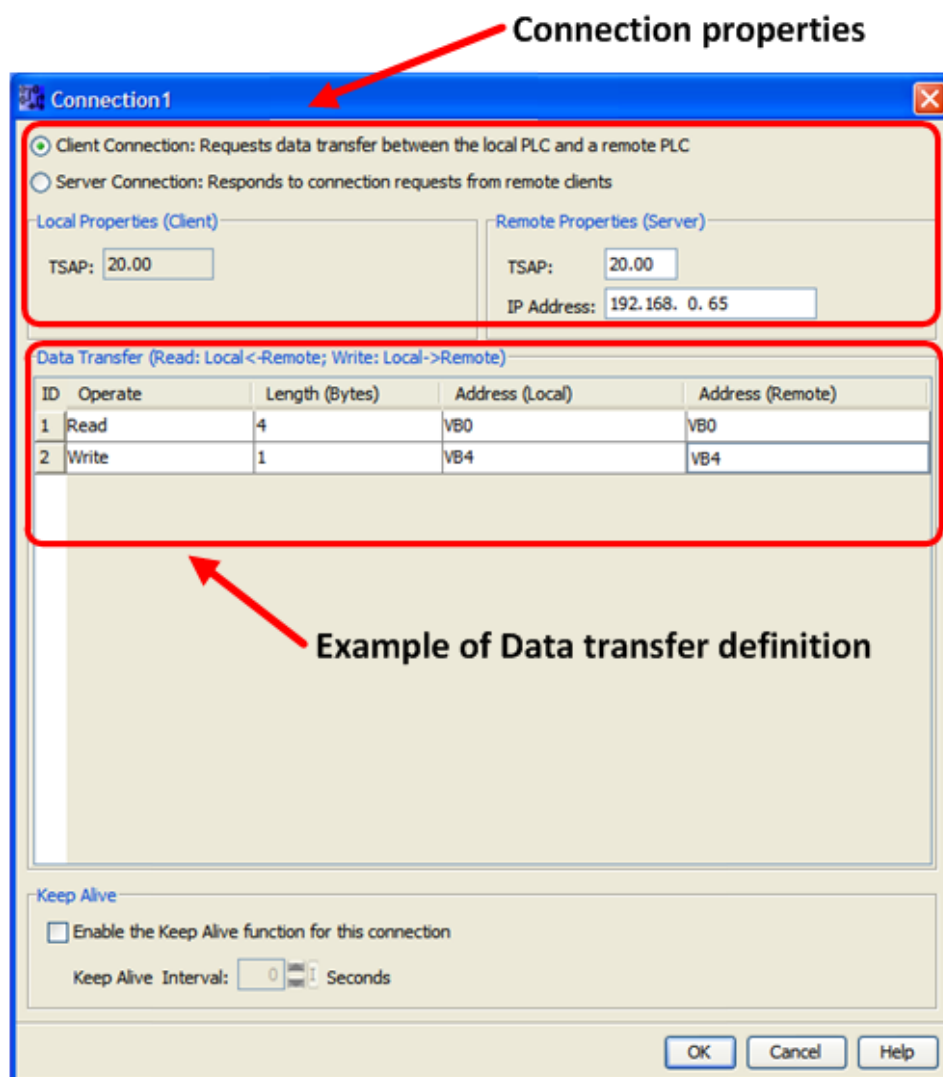 Connection properties
Connection1
Client Connection: Requests data transfer between the local PLC and a remote PLC
Server Connection: Responds to connection requests from remote clients
Local Properties (Client)
TSAP: 20.00
Remote Properties (Server)
TSAP: 20.00
IP Address: 192.168. 0. 65
Data Transfer (Read: Local<-Remote; Write: Local->Remote)
ID Operate Length (Bytes) Address (Local) Address (Remote)
1 Read 4 VB0 VB0
2 Write 1 VB4 VB4
Example of Data transfer definition
Keep Alive
Enable the Keep Alive function for this connection
Keep Alive Interval: 0 Seconds
OK Cancel Help